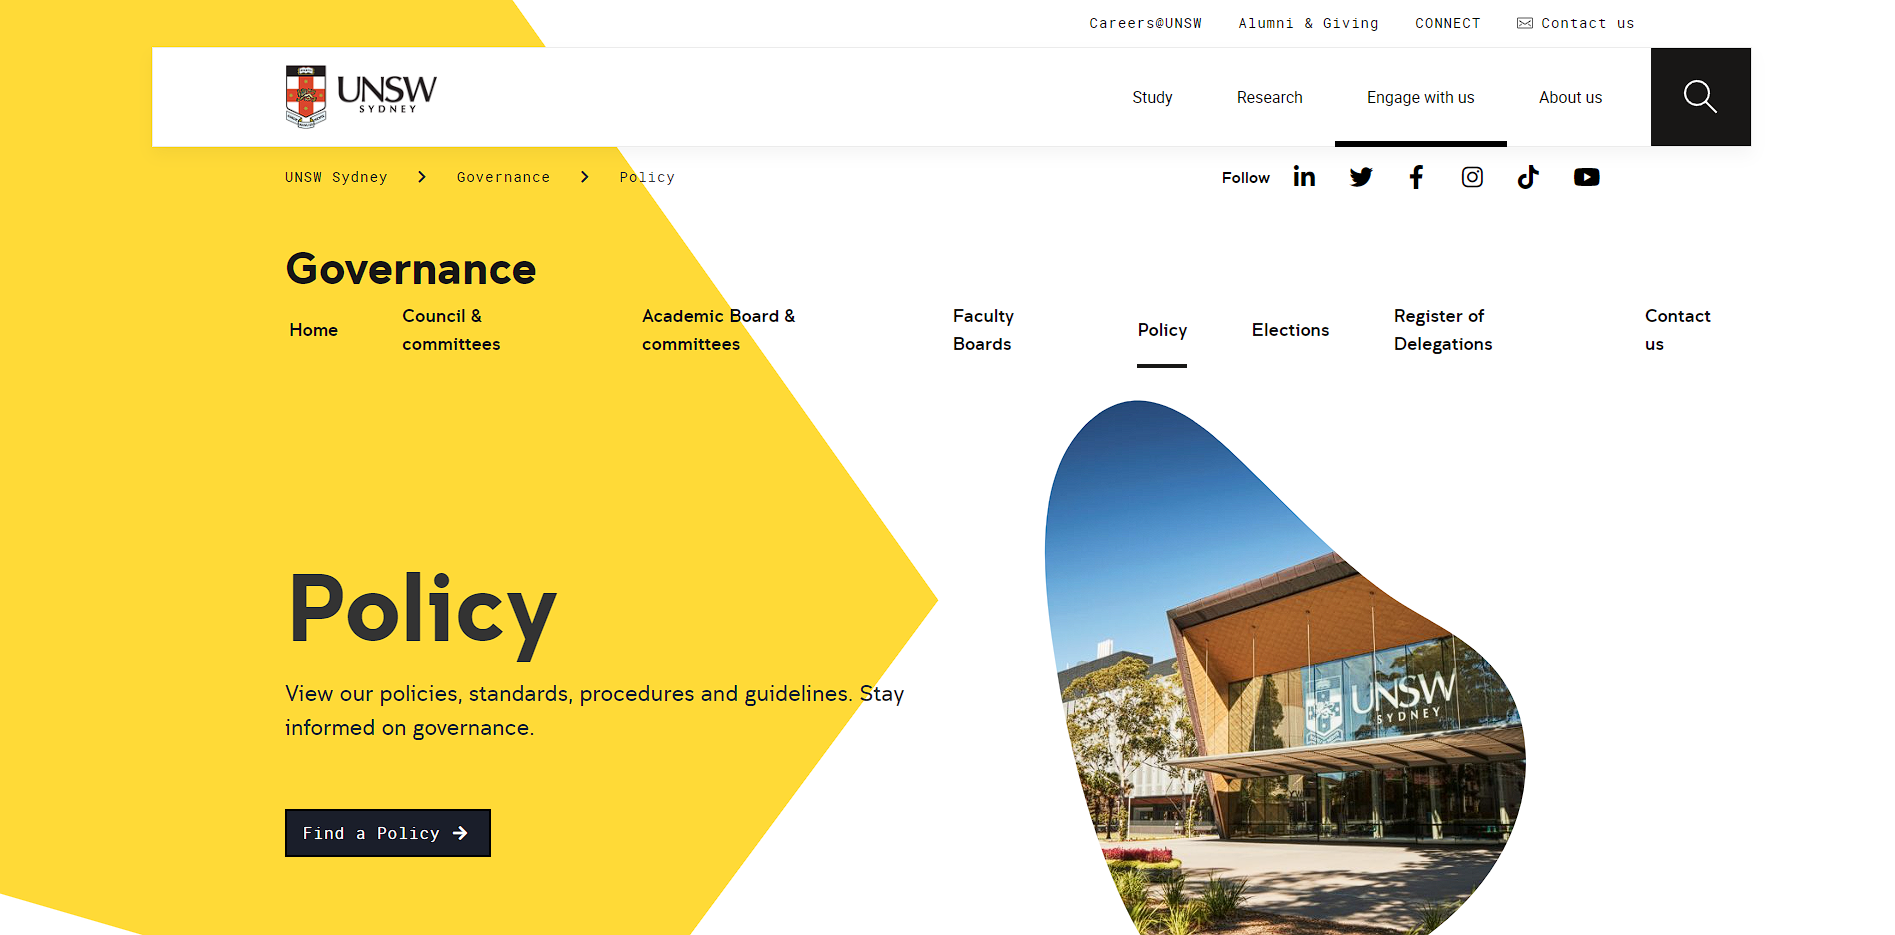 Careers@UNSW Alumni & Giving CONNECT Contact us
UNSW
SYDNEY
Study Research Engage with us About us
UNSW Sydney Governance Policy
Follow
Governance
Home
Council &
committees
Academic Board &
committees
Faculty
Boards
Policy
Elections
Register of
Delegations
Contact
us
Policy
View our policies, standards, procedures and guidelines. Stay
informed on governance.
Find a Policy
UNSW
SYDNEY